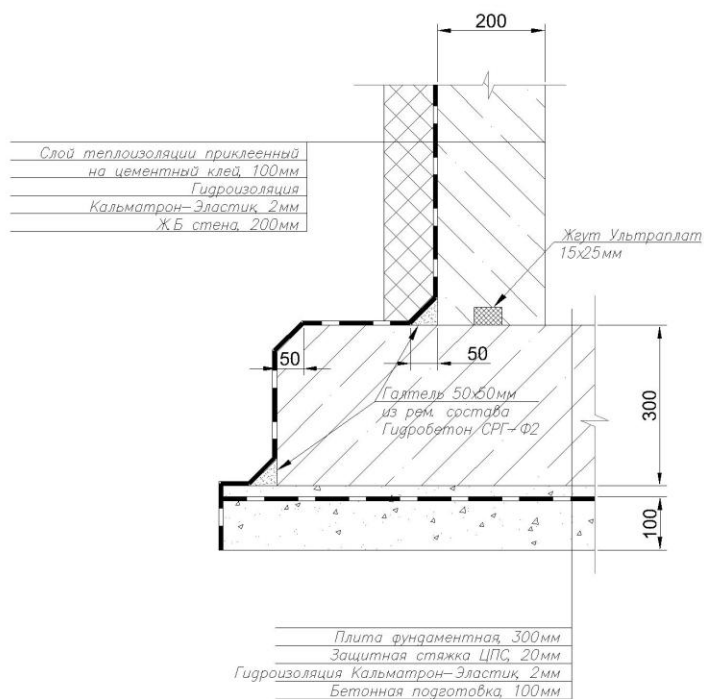 200
Слой теплоизоляции приклеенный
на цементный клей, 100мм
Гидроизоляция
Кальматрон-Эластик, 2мм
Ж.Б стена, 200мм
Жгут Ультраплат
15х25мм
50
50
Галтель 50х50мм
из рем. состава
Гидробетон СРГ-Ф2
300
100
Плита фундаментная, 300мм
Защитная стяжка ЦПС, 20мм
Гидроизоляция Кальматрон-Эластик, 2мм
Бетонная подготовка, 100мм